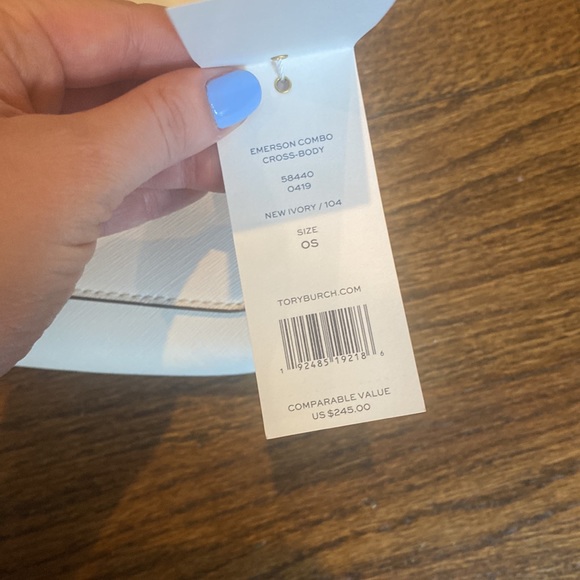 EMERSON COMBO
CROSS-BODY
58440
0419
NEW IVORY / 104
SIZE
OS
TORYBURCH.COM
1 92485 19218 6
COMPARABLE VALUE
US $245.00